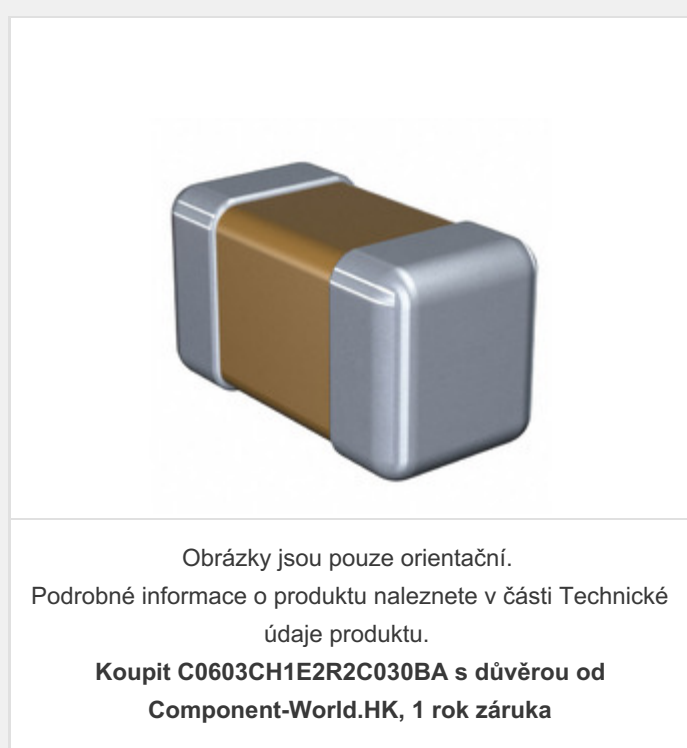 Obrázky jsou pouze orientační.
Podrobné informace o produktu naleznete v části Technické
údaje produktu.
Koupit C0603CH1E2R2C030BA s důvěrou od
Component-World.HK, 1 rok záruka